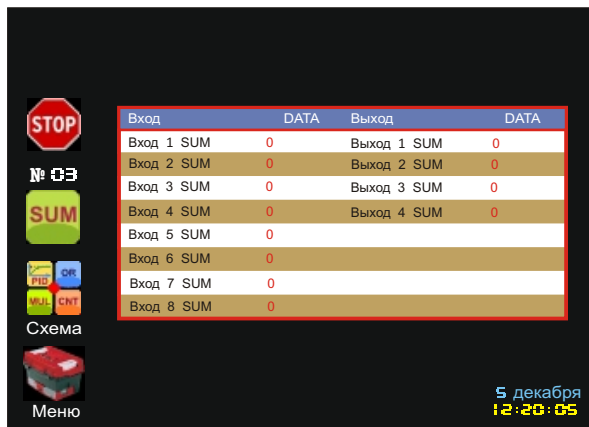 STOP
№ 03
SUM
PID OR
MUL CNT
Схема
Меню
Вход DATA Выход DATA
Вход 1 SUM 0 Выход 1 SUM 0
Вход 2 SUM 0 Выход 2 SUM 0
Вход 3 SUM 0 Выход 3 SUM 0
Вход 4 SUM 0 Выход 4 SUM 0
Вход 5 SUM 0
Вход 6 SUM 0
Вход 7 SUM 0
Вход 8 SUM 0
5 декабря
12:20:05